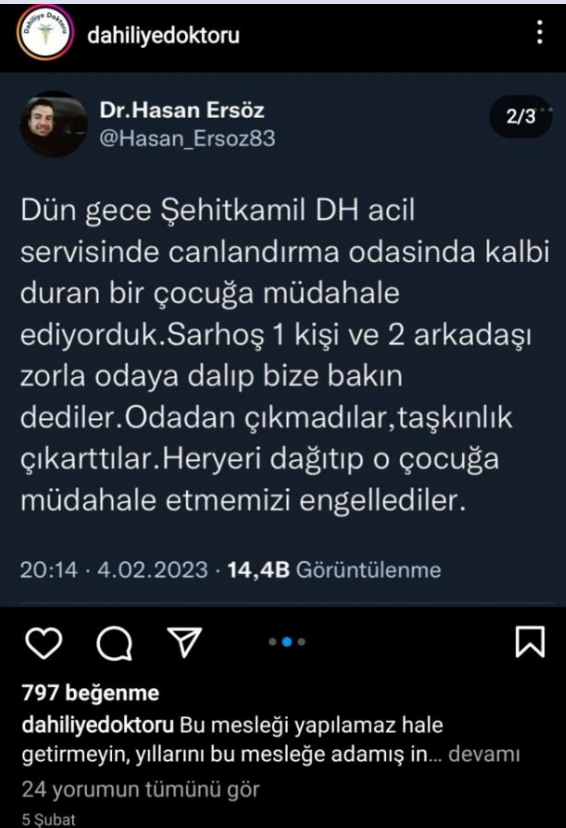 dahiliyedoktoru
Dr.Hasan Ersöz
@Hasan_Ersoz83
2/3
Dün gece Şehitkamil DH acil
servisinde canlandırma odasinda kalbi
duran bir çocuğa müdahale
ediyorduk.Sarhoş 1 kişi ve 2 arkadaşı
zorla odaya dalıp bize bakın
dediler.Odadan çıkmadılar,taşkınlık
çıkarttılar.Heryeri dağıtıp o çocuğa
müdahale etmemizi engellediler.
20:14 · 4.02.2023 · 14,4B Görüntülenme
797 beğenme
dahiliyedoktoru Bu mesleği yapılamaz hale
getirmeyin, yıllarını bu mesleğe adamış in... devamı
24 yorumun tümünü gör
5 Şubat